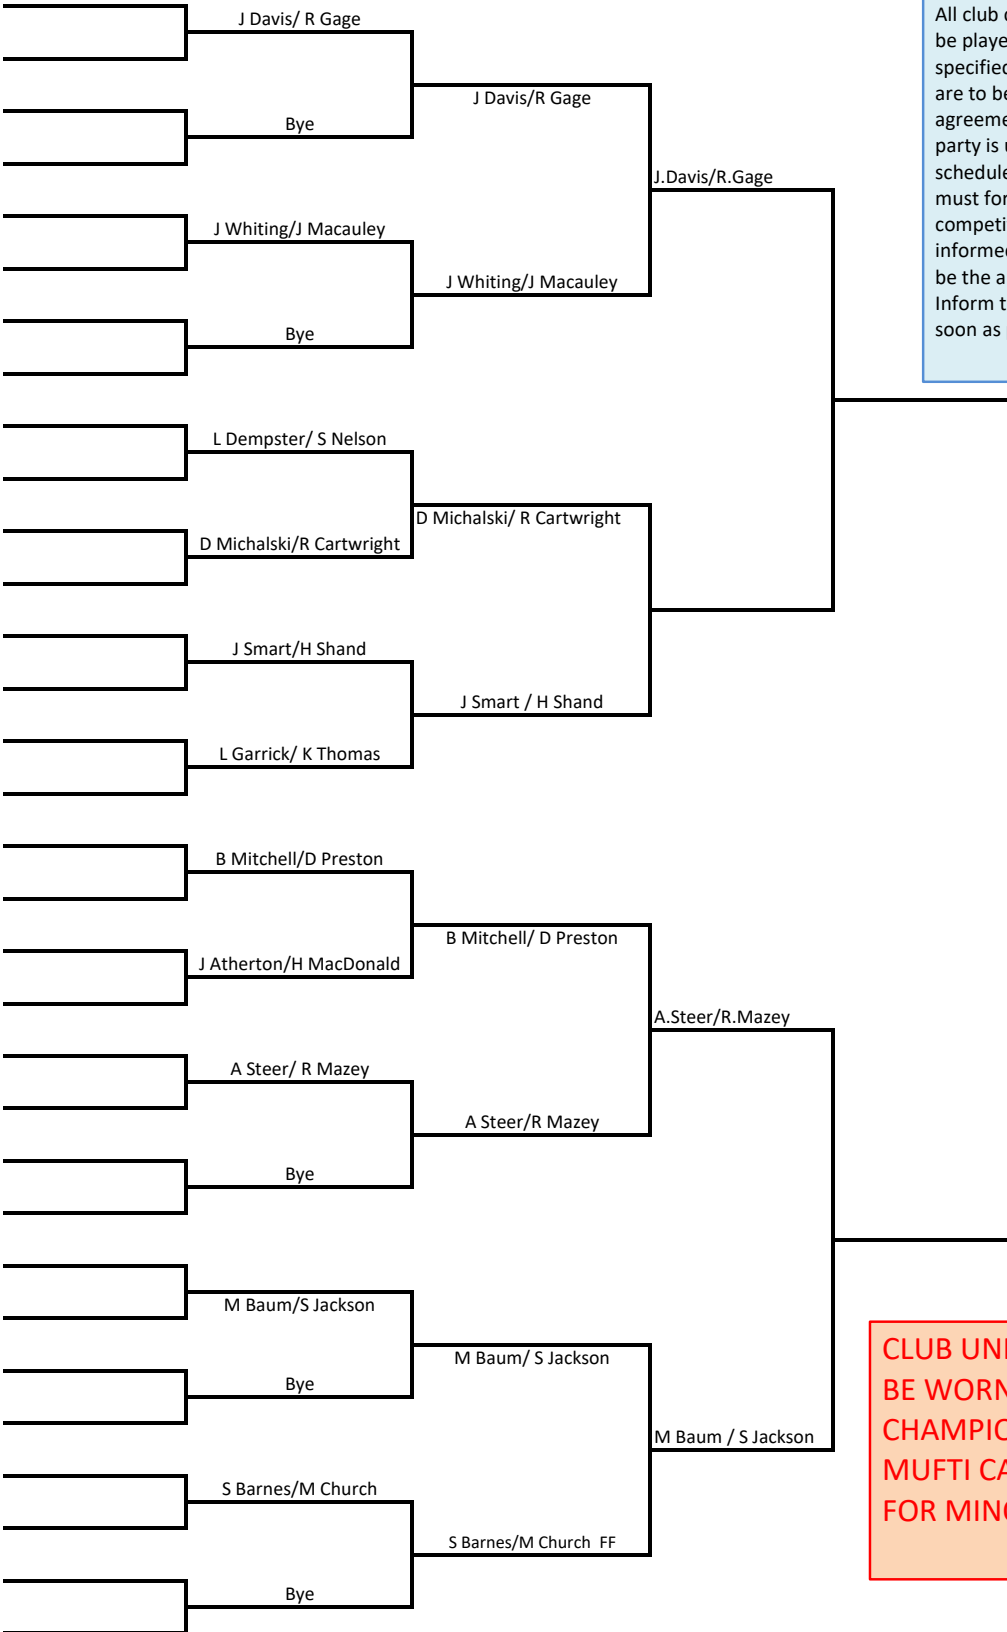 J Davis/ R Gage
Bye
J Whiting/J Macauley
Bye
L Dempster/ S Nelson
D Michalski/R Cartwright
J Smart/H Shand
L Garrick/ K Thomas
B Mitchell/D Preston
J Atherton/H MacDonald
A Steer/ R Mazey
Bye
M Baum/S Jackson
Bye
S Barnes/M Church
Bye
J Davis/R Gage
J Whiting/J Macauley
D Michalski/ R Cartwright
J Smart / H Shand
B Mitchell/ D Preston
A Steer/R Mazey
M Baum/ S Jackson
S Barnes/M Church FF
J.Davis/R.Gage
A.Steer/R.Mazey
M Baum / S Jackson
All club
be playe
specified
are to be
agreeme
party is
schedule
must for
competi
informed
be the a
Inform t
soon as
CLUB UNI
BE WORN
CHAMPIO
MUFTI CA
FOR MINO